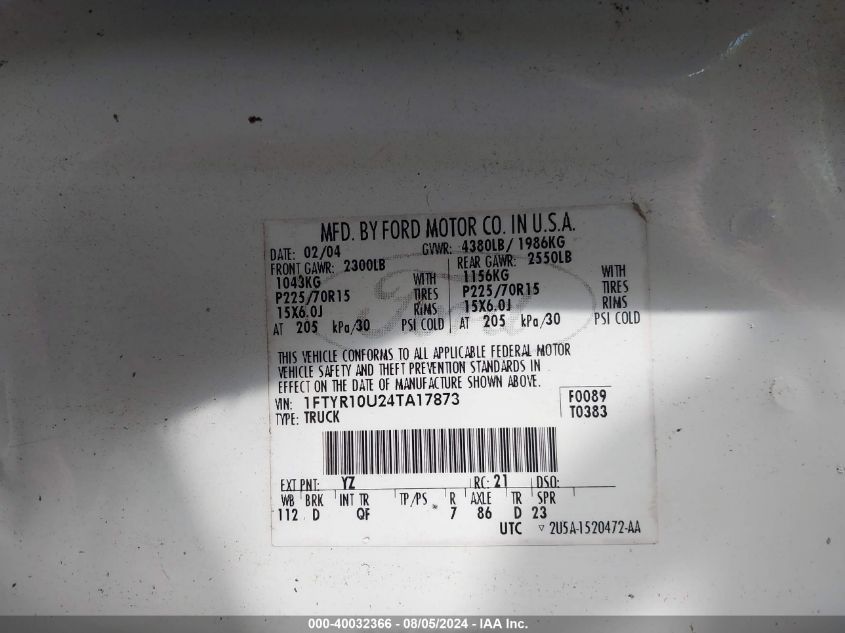 MFD. BY FORD MOTOR CO. IN U.S.A.
DATE: 02/04 GVWR: 4380LB/ 1986KG
FRONT GAWR: 2300LB REAR GAWR: 2550LB
1043KG WITH 1156KG WITH
P225/70R15 TIRES P225/70R15 TIRES
15X6.0J RIMS 15X6.0J RIMS
AT 205 kPa/30 PSI COLD AT 205 kPa/30 PSI COLD
Ford
THIS VEHICLE CONFORMS TO ALL APPLICABLE FEDERAL MOTOR
VEHICLE SAFETY AND THEFT PREVENTION STANDARDS IN
EFFECT ON THE DATE OF MANUFACTURE SHOWN ABOVE.
VIN: 1FTYR10U24TA17873 F0089
TYPE: TRUCK T0383
EXT PNT: YZ RC: 21 DSO:
WB BRK INT TR TP/PS R AXLE TR SPR
112 D QF * 7 86 D 23
UTC ▽ 2U5A-1520472-AA
000-40032366 - 08/05/2024 - IAA Inc.